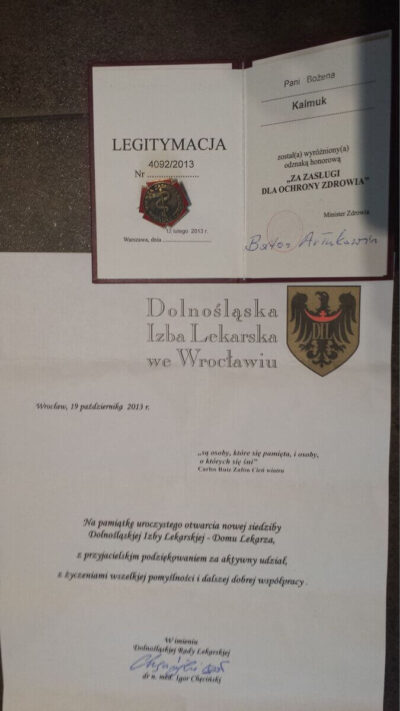 LEGITYMACJA
4092/2013
Nr ....................
12 lutego 2013 r.
Warszawa, dnia ....................
Pani Bożena
Kalmuk
został(a) wyróżniony(a)
odznaką honorową
„ZA ZASŁUGI
DLA OCHRONY ZDROWIA"
Minister Zdrowia
Dolnośląska
Izba Lekarska
we Wrocławiu
DIL
Wrocław, 19 października 2013 r.
„są osoby, które się pamięta, i osoby,
o których się śni"
Carlos Ruiz Zafon Cień wiatru
Na pamiątkę uroczystego otwarcia nowej siedziby
Dolnośląskiej Izby Lekarskiej - Domu Lekarza,
z przyjacielskim podziękowaniem za aktywny udział,
z życzeniami wszelkiej pomyślności i dalszej dobrej współpracy .
W imieniu
Dolnośląskiej Rady Lekarskiej
dr n. med. Igor Chęciński